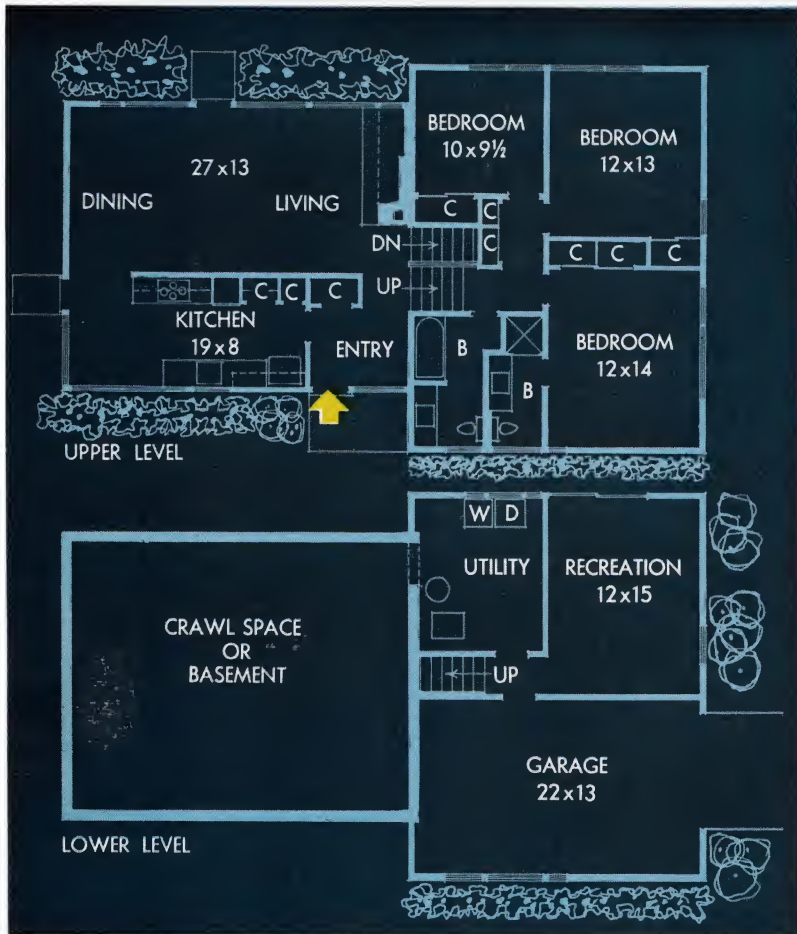 BEDROOM
10 x 9½
BEDROOM
12 x 13
27 x 13
DINING
LIVING
C
C
C
DN
C
C
C
UP
C
C
C
KITCHEN
19 x 8
ENTRY
B
B
BEDROOM
12 x 14
UPPER LEVEL
W
D
UTILITY
RECREATION
12 x 15
CRAWL SPACE
OR
BASEMENT
UP
GARAGE
22 x 13
LOWER LEVEL